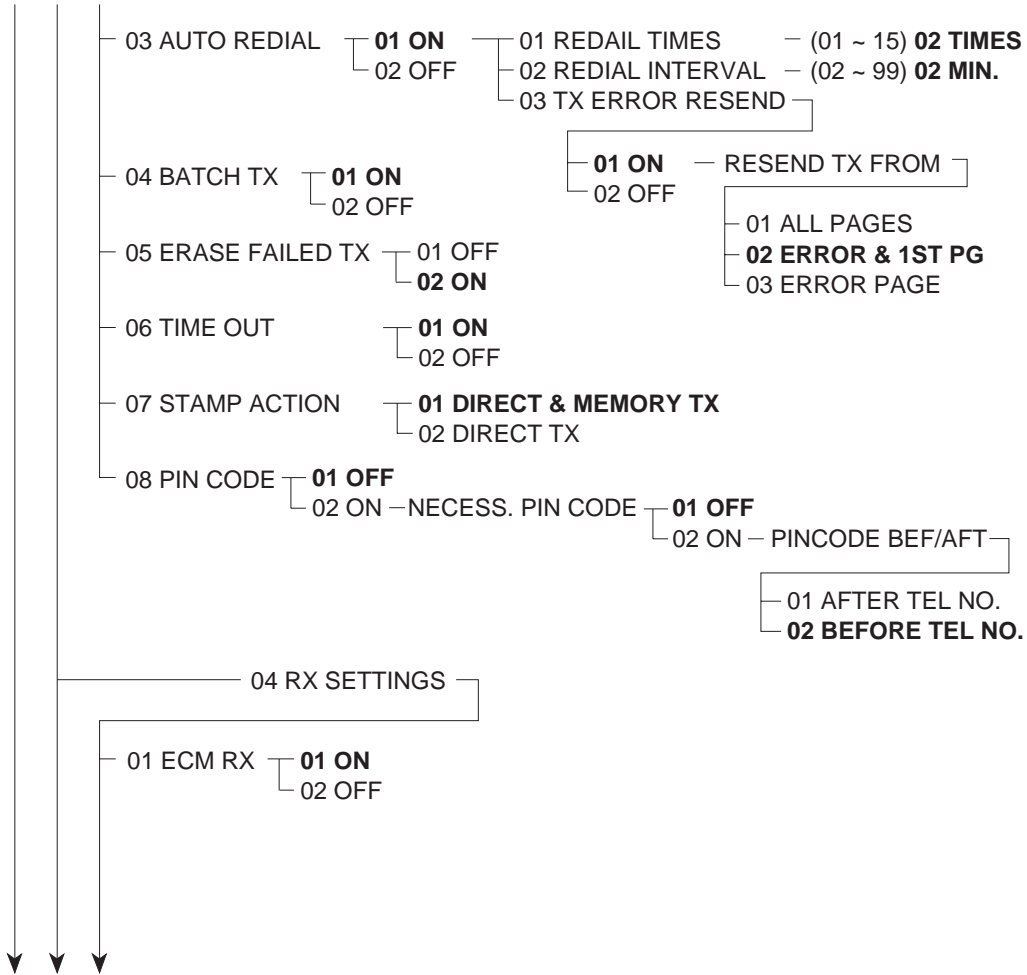 03 AUTO REDIAL 01 ON 01 REDAIL TIMES (01 ~ 15) 02 TIMES
02 OFF 02 REDIAL INTERVAL (02 ~ 99) 02 MIN.
03 TX ERROR RESEND
01 ON RESEND TX FROM
04 BATCH TX 01 ON
02 OFF
02 OFF
01 ALL PAGES
05 ERASE FAILED TX 01 OFF
02 ERROR & 1ST PG
02 ON
03 ERROR PAGE
06 TIME OUT 01 ON
02 OFF
07 STAMP ACTION 01 DIRECT & MEMORY TX
02 DIRECT TX
08 PIN CODE 01 OFF
02 ON NECESS. PIN CODE 01 OFF
02 ON PINCODE BEF/AFT
01 AFTER TEL NO.
02 BEFORE TEL NO.
04 RX SETTINGS
01 ECM RX 01 ON
02 OFF